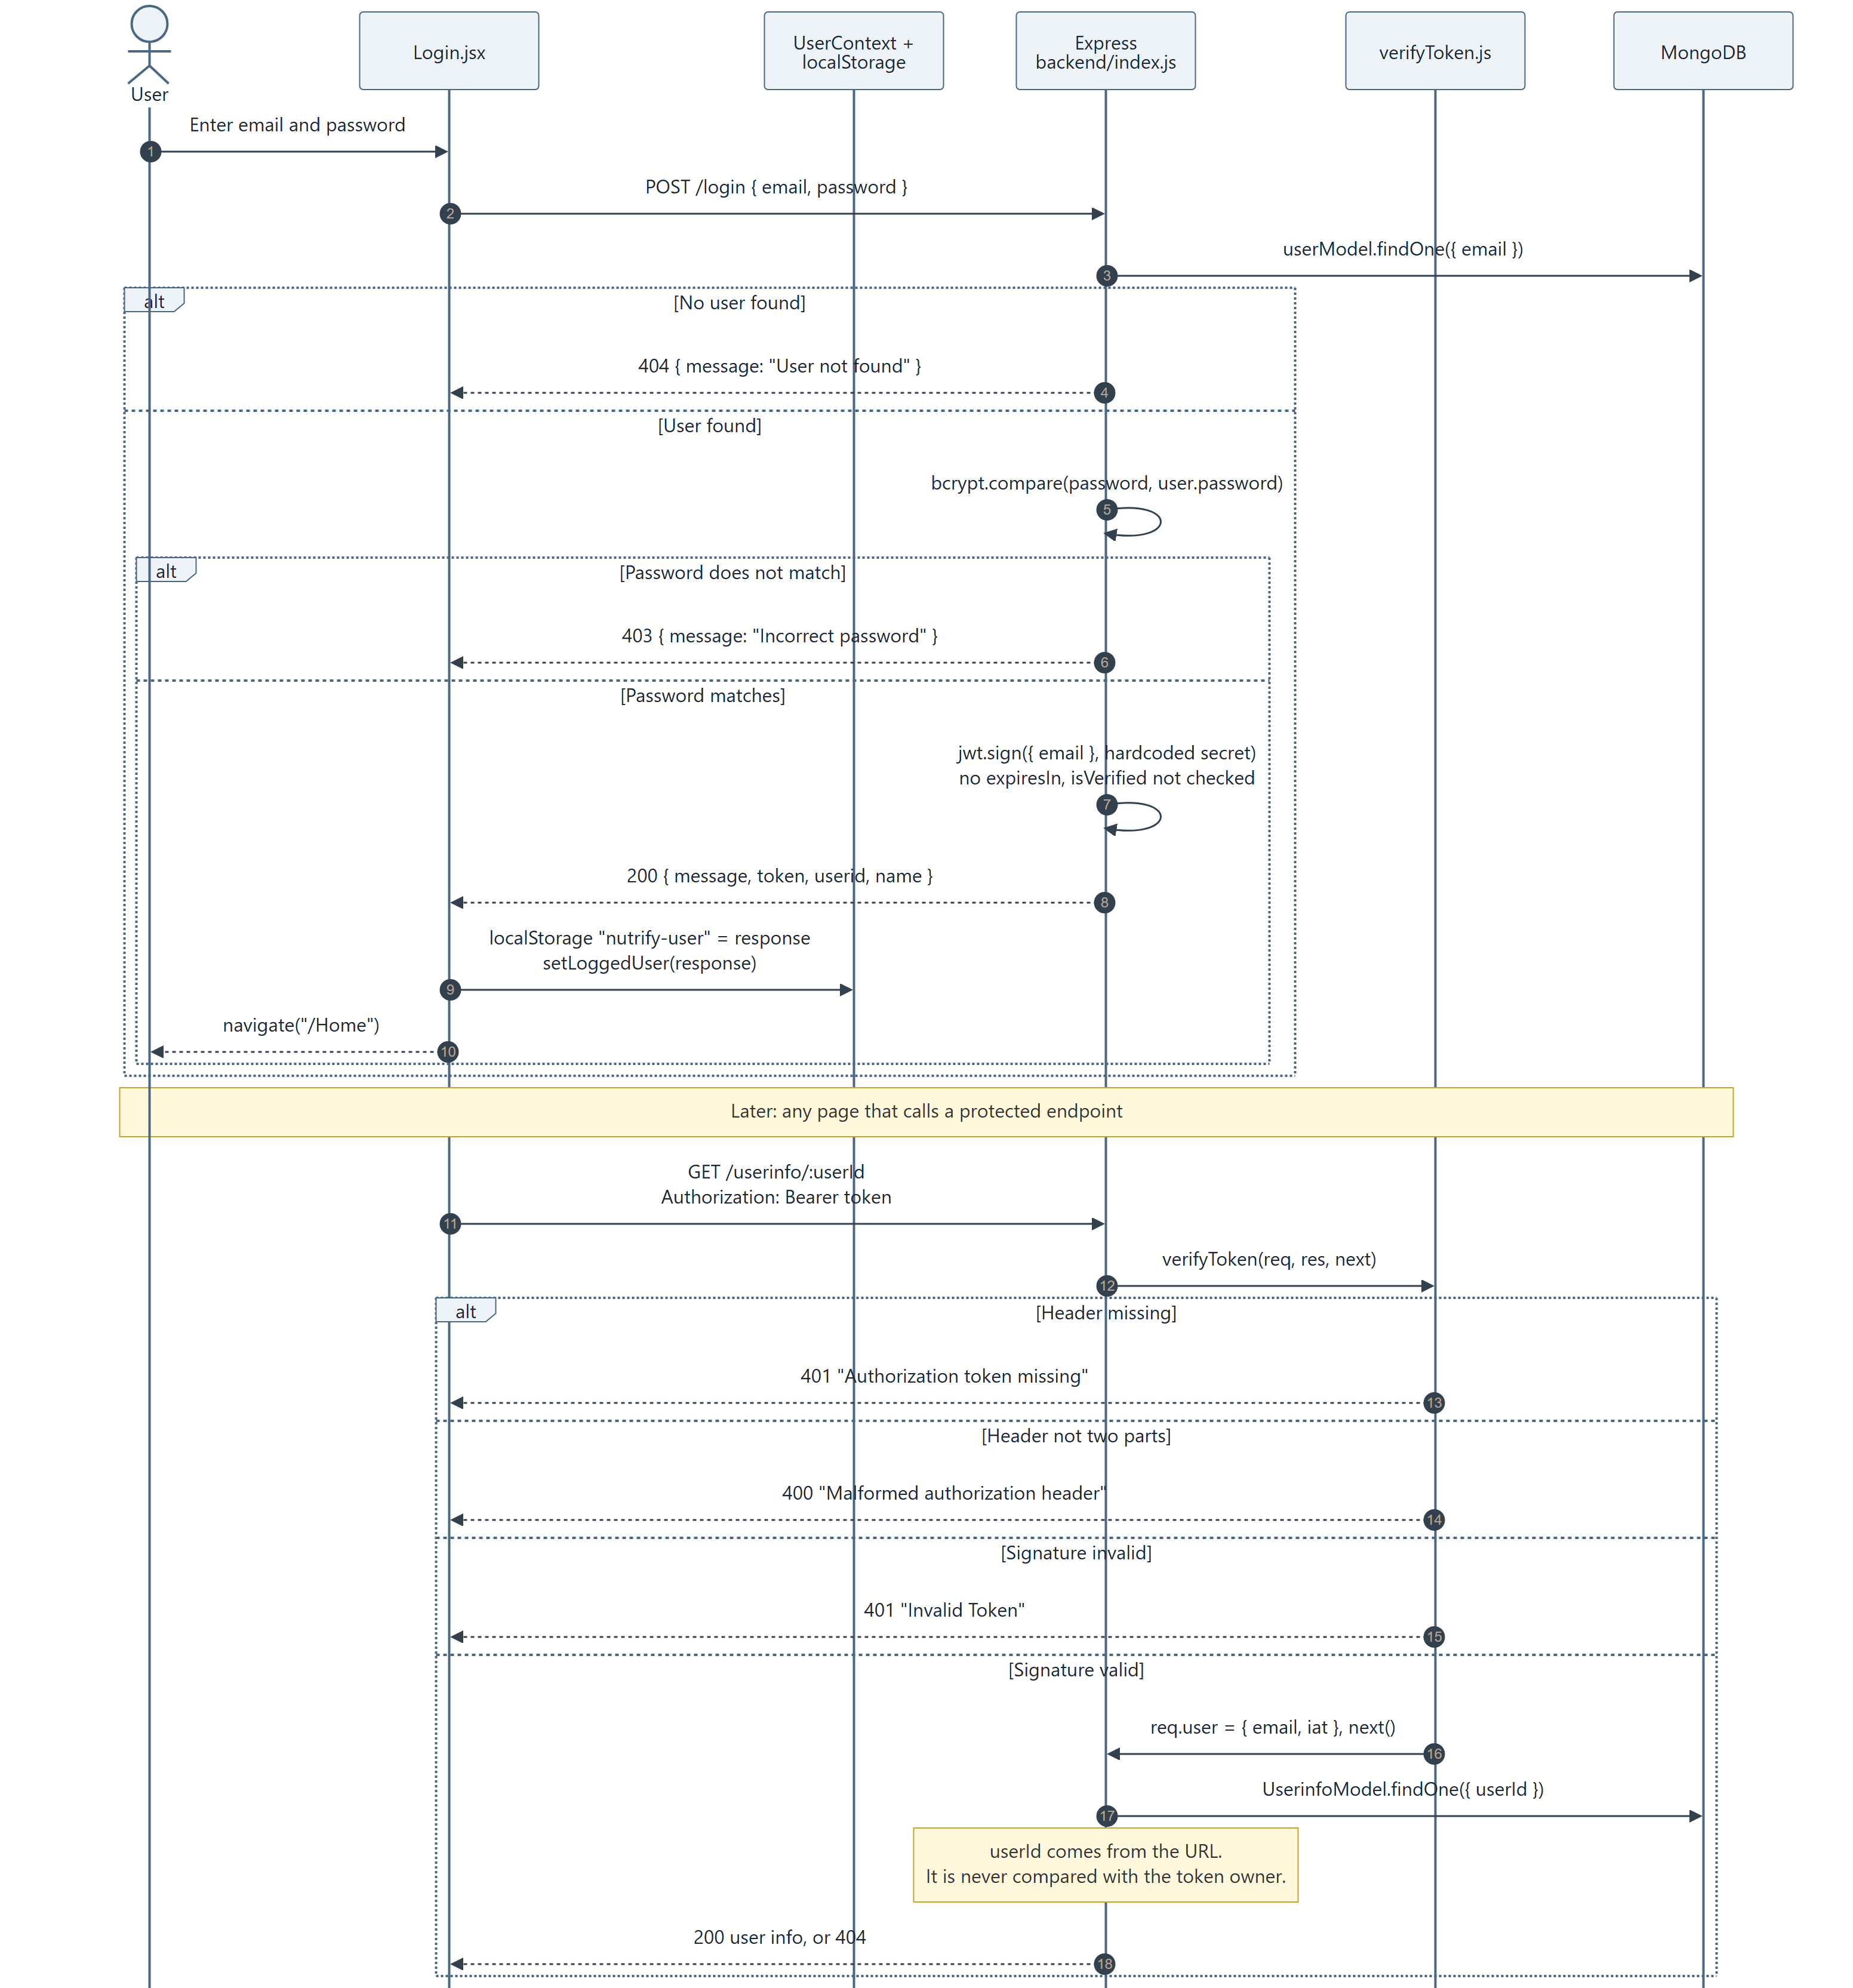 User
Login.jsx
UserContext +
localStorage
Express
backend/index.js
verifyToken.js
MongoDB
Enter email and password
1
POST /login { email, password }
2
userModel.findOne({ email })
3
alt
[No user found]
404 { message: "User not found" }
4
[User found]
bcrypt.compare(password, user.password)
5
alt
[Password does not match]
403 { message: "Incorrect password" }
6
[Password matches]
jwt.sign({ email }, hardcoded secret)
no expiresIn, isVerified not checked
7
200 { message, token, userid, name }
8
localStorage "nutrify-user" = response
setLoggedUser(response)
9
navigate("/Home")
10
Later: any page that calls a protected endpoint
GET /userinfo/:userId
Authorization: Bearer token
11
verifyToken(req, res, next)
12
alt
[Header missing]
401 "Authorization token missing"
13
[Header not two parts]
400 "Malformed authorization header"
14
[Signature invalid]
401 "Invalid Token"
15
[Signature valid]
req.user = { email, iat }, next()
16
UserinfoModel.findOne({ userId })
17
userId comes from the URL.
It is never compared with the token owner.
200 user info, or 404
18